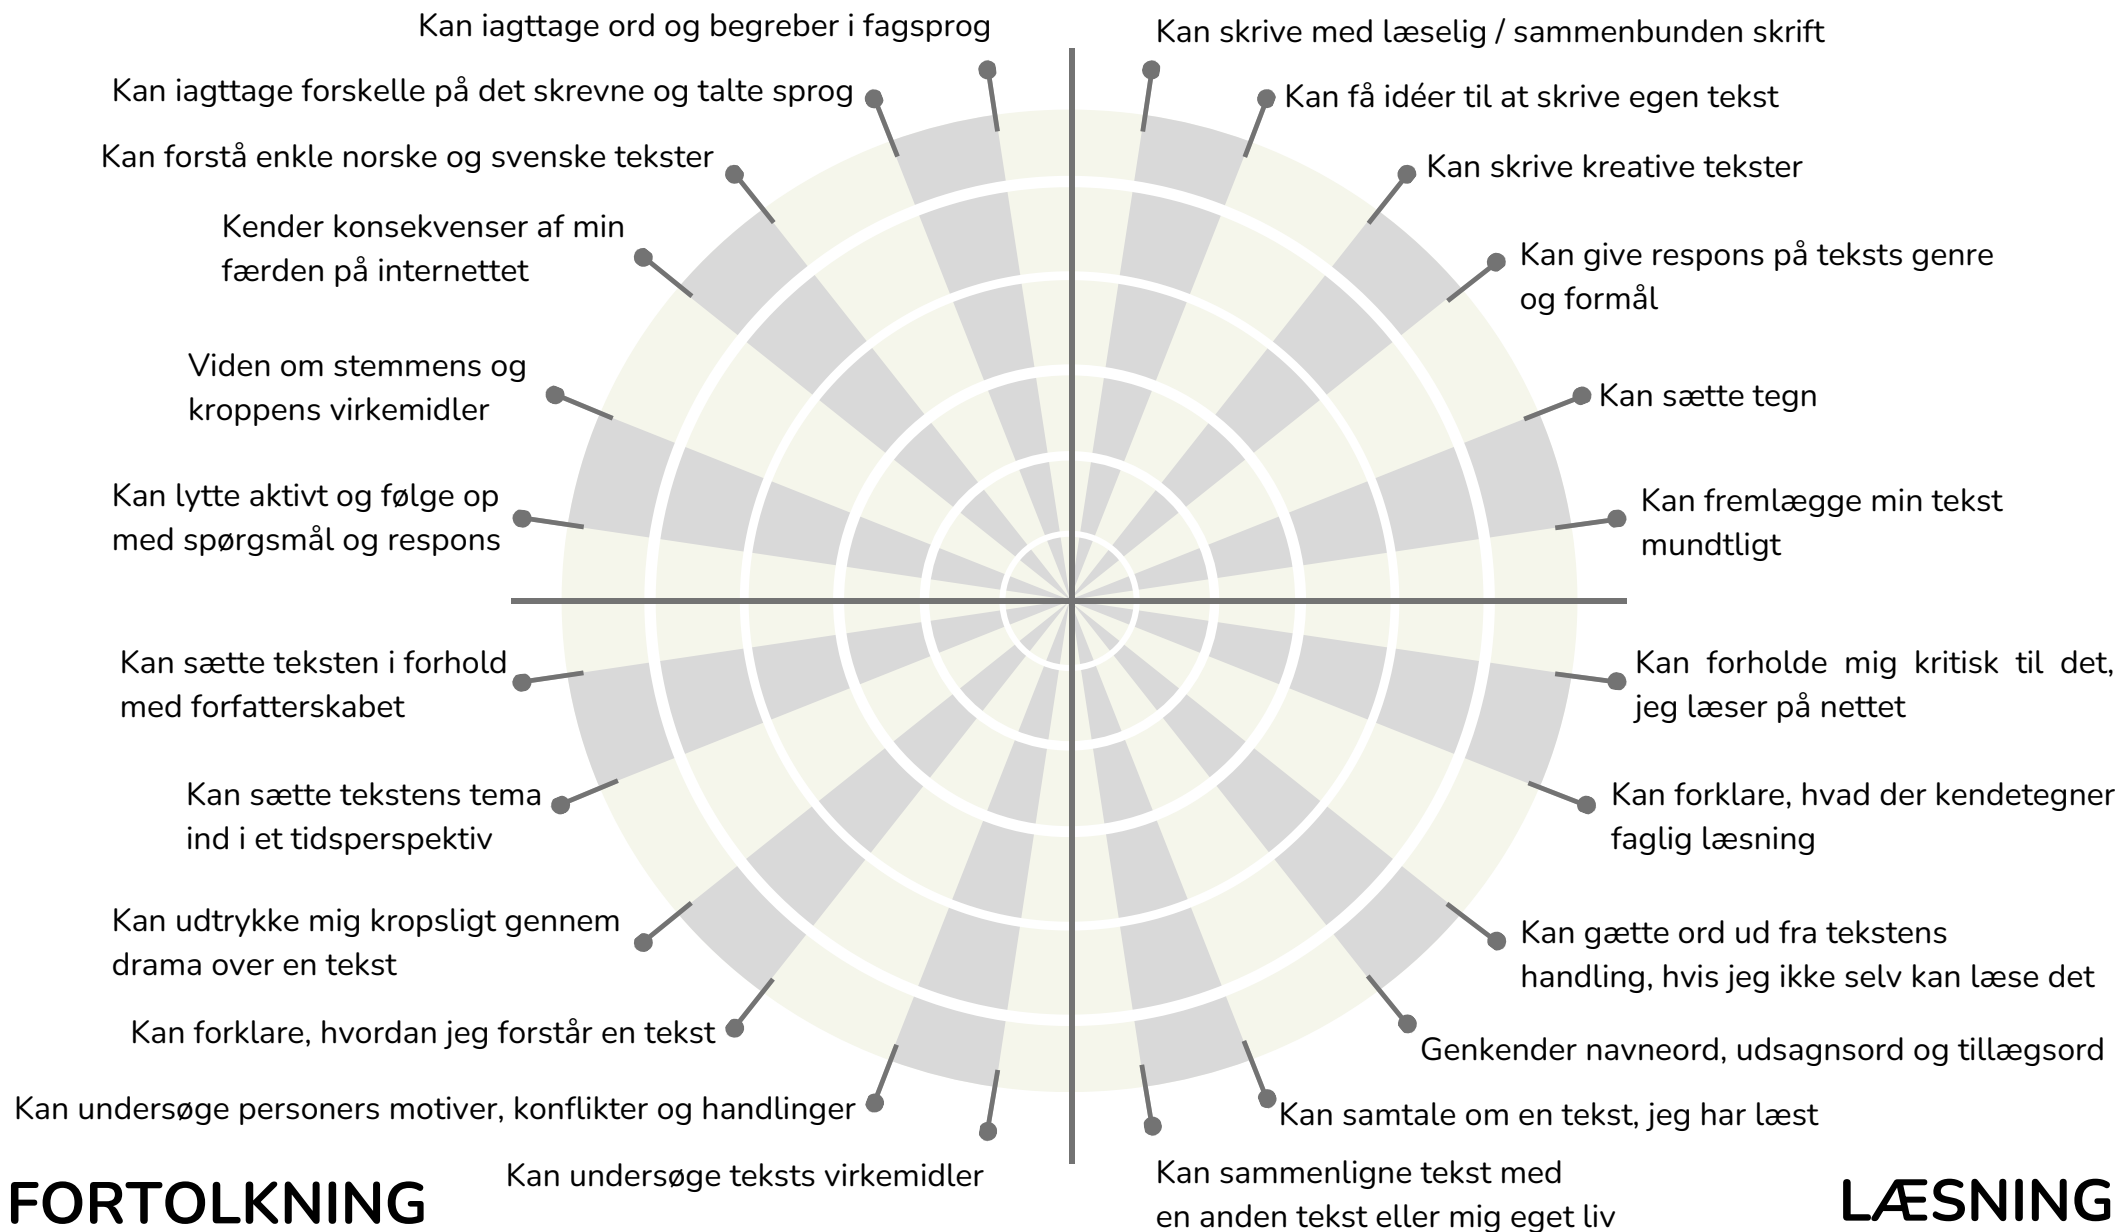 Kan iagttage ord og begreber i fagsprog
Kan iagttage forskelle på det skrevne og talte sprog
Kan forstå enkle norske og svenske tekster
Kender konsekvenser af min
færden på internettet
Viden om stemmens og
kroppens virkemidler
Kan lytte aktivt og følge op
med spørgsmål og respons
Kan skrive med læselig / sammenbunden skrift
Kan få idéer til at skrive egen tekst
Kan skrive kreative tekster
Kan give respons på teksts genre
og formål
Kan sætte tegn
Kan fremlægge min tekst
mundtligt
Kan sætte teksten i forhold
med forfatterskabet
Kan sætte tekstens tema
ind i et tidsperspektiv
Kan udtrykke mig kropsligt gennem
drama over en tekst
Kan forklare, hvordan jeg forstår en tekst
Kan undersøge personers motiver, konflikter og handlinger
Kan undersøge teksts virkemidler
FORTOLKNING
Kan forholde mig kritisk til det,
jeg læser på nettet
Kan forklare, hvad der kendetegner
faglig læsning
Kan gætte ord ud fra tekstens
handling, hvis jeg ikke selv kan læse det
Genkender navneord, udsagnsord og tillægsord
Kan samtale om en tekst, jeg har læst
Kan sammenligne tekst med
en anden tekst eller mig eget liv
LÆSNING